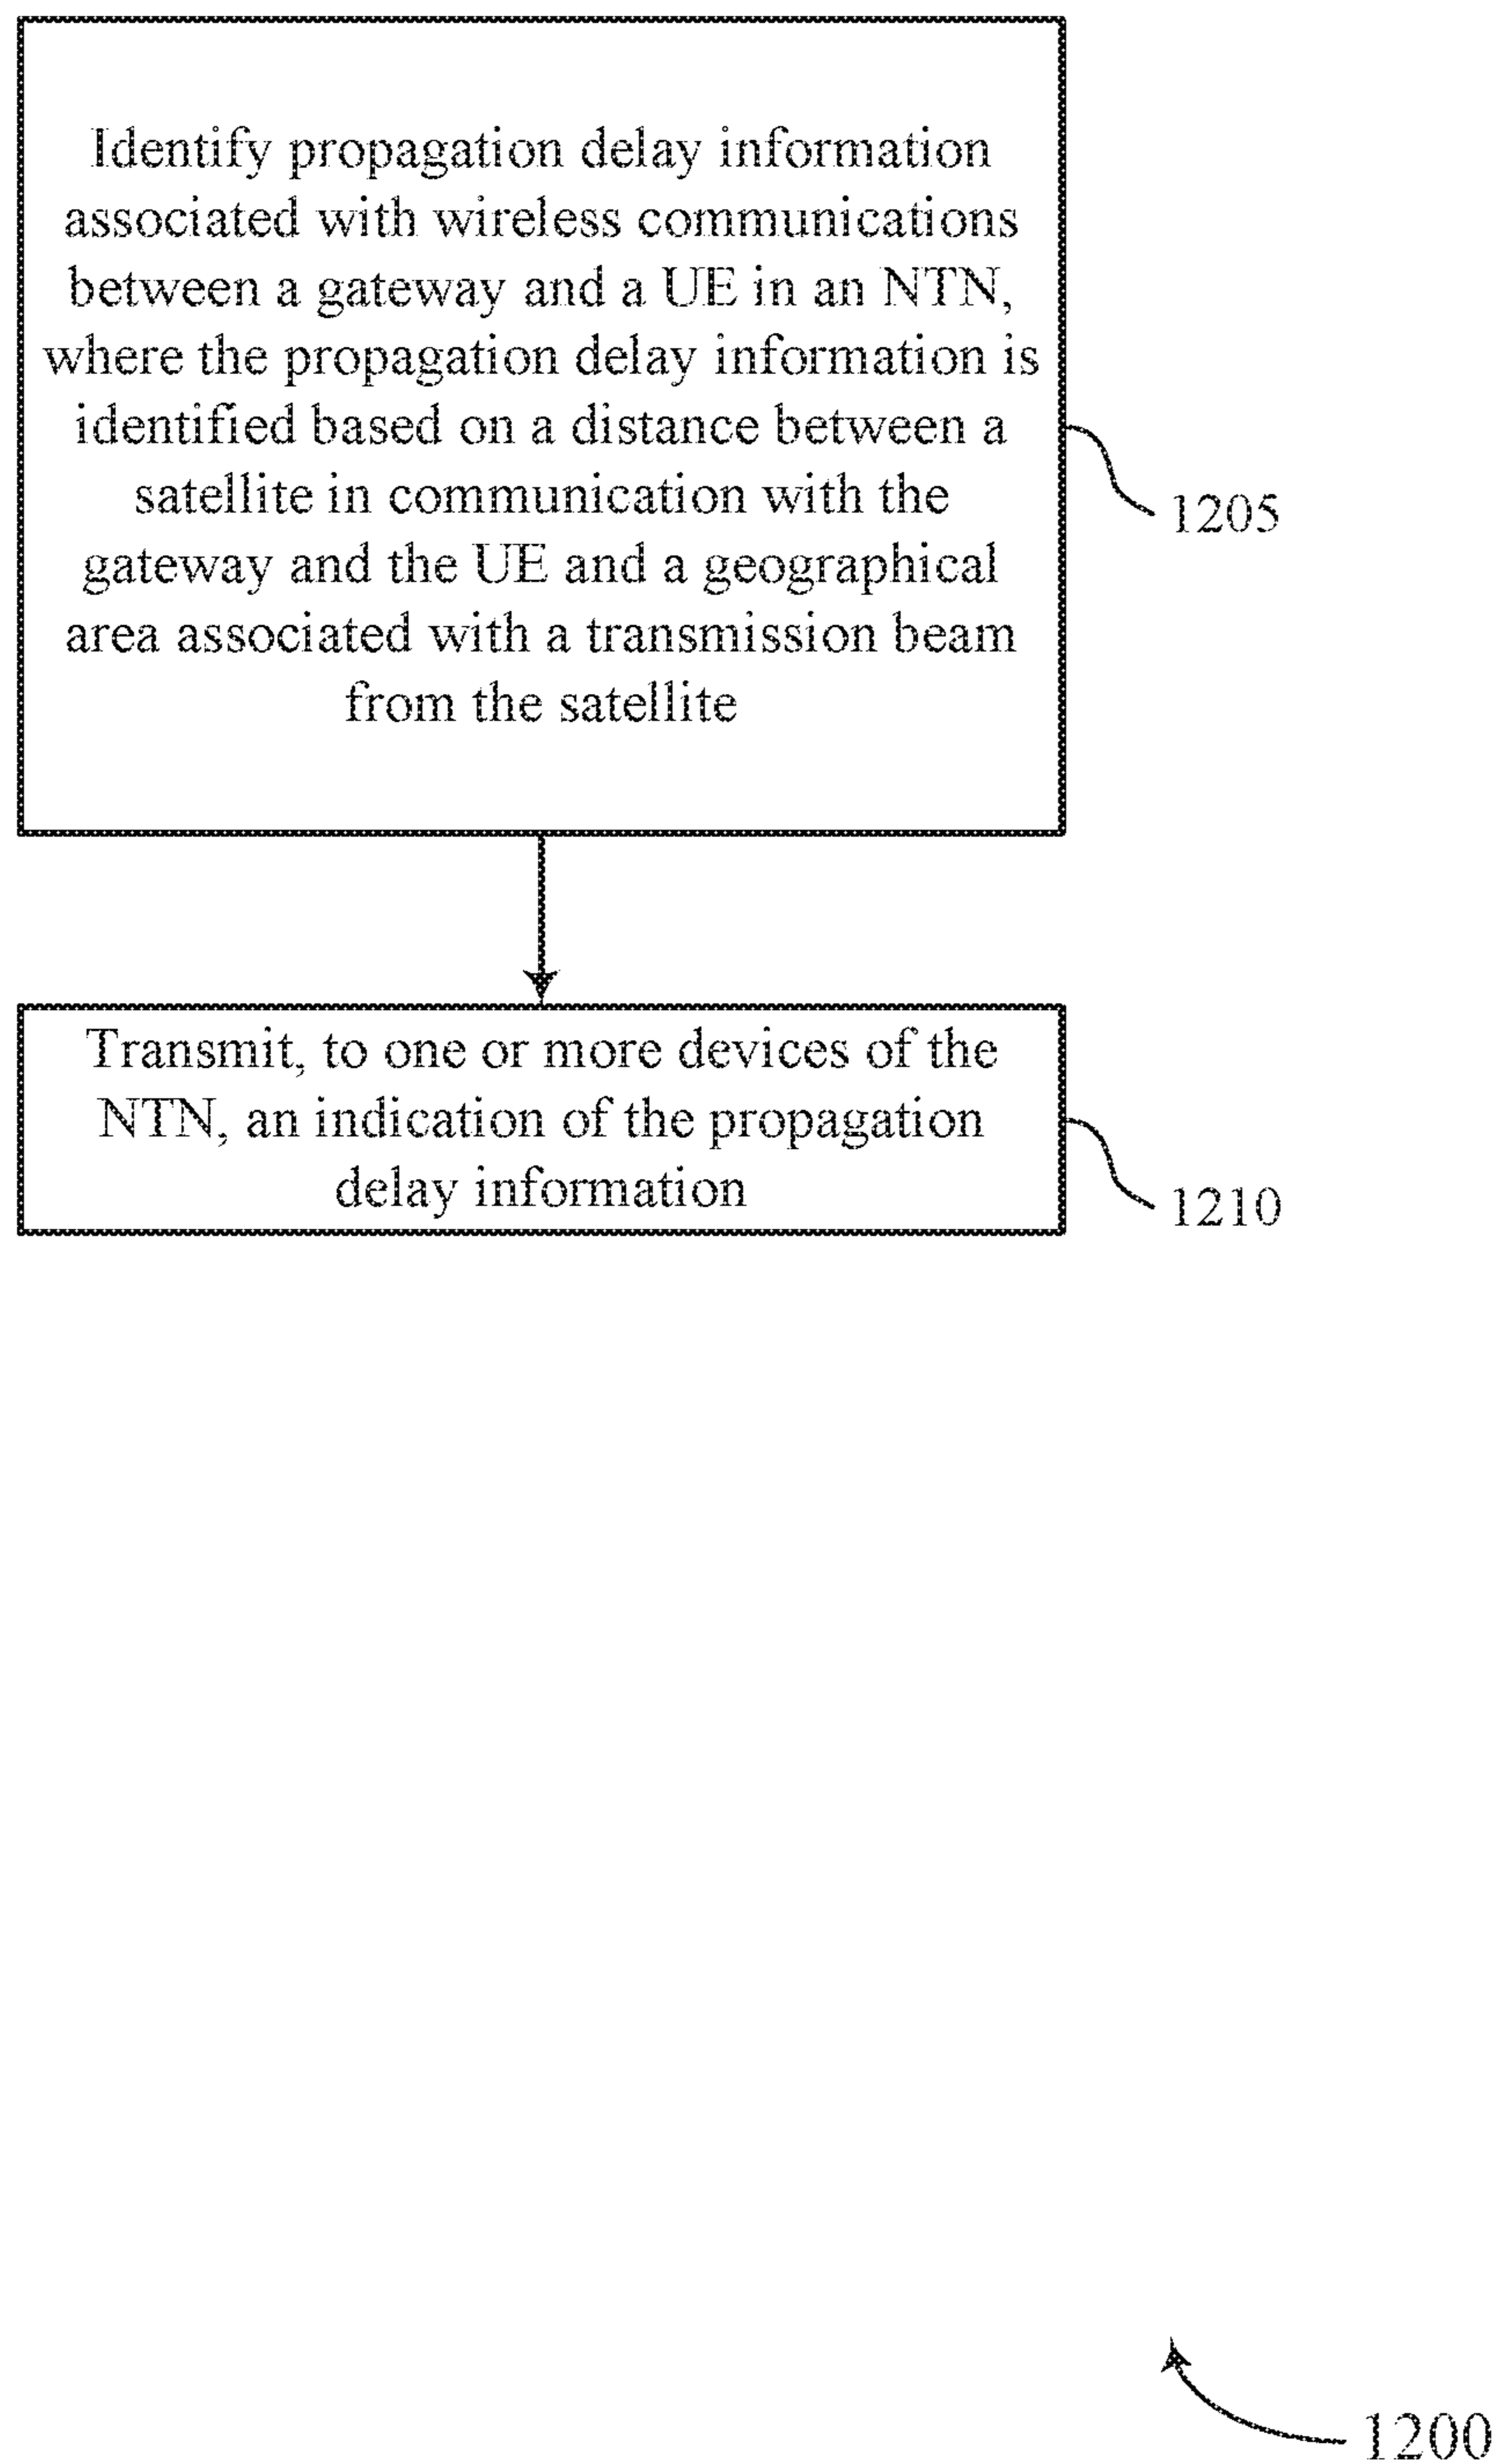 Identify propagation delay information
associated with wireless communications
between a gateway and a UE in an NTN,
where the propagation delay information is
identified based on a distance between a
satellite in communication with the
gateway and the UE and a geographical
area associated with a transmission beam
from the satellite
1205
Transmit, to one or more devices of the
NTN, an indication of the propagation
delay information
1210
1200